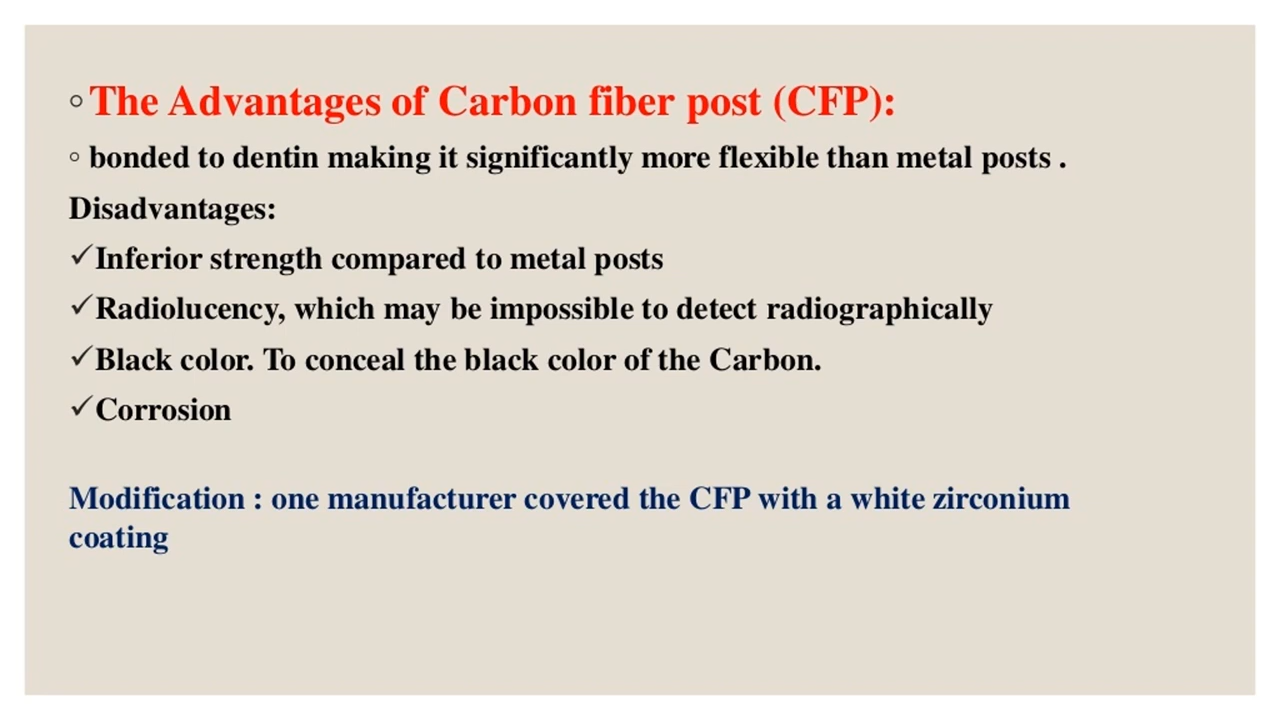 ◦ The Advantages of Carbon fiber post (CFP):
◦ bonded to dentin making it significantly more flexible than metal posts .
Disadvantages:
✓Inferior strength compared to metal posts
✓Radiolucency, which may be impossible to detect radiographically
✓Black color. To conceal the black color of the Carbon.
✓Corrosion
Modification : one manufacturer covered the CFP with a white zirconium
coating